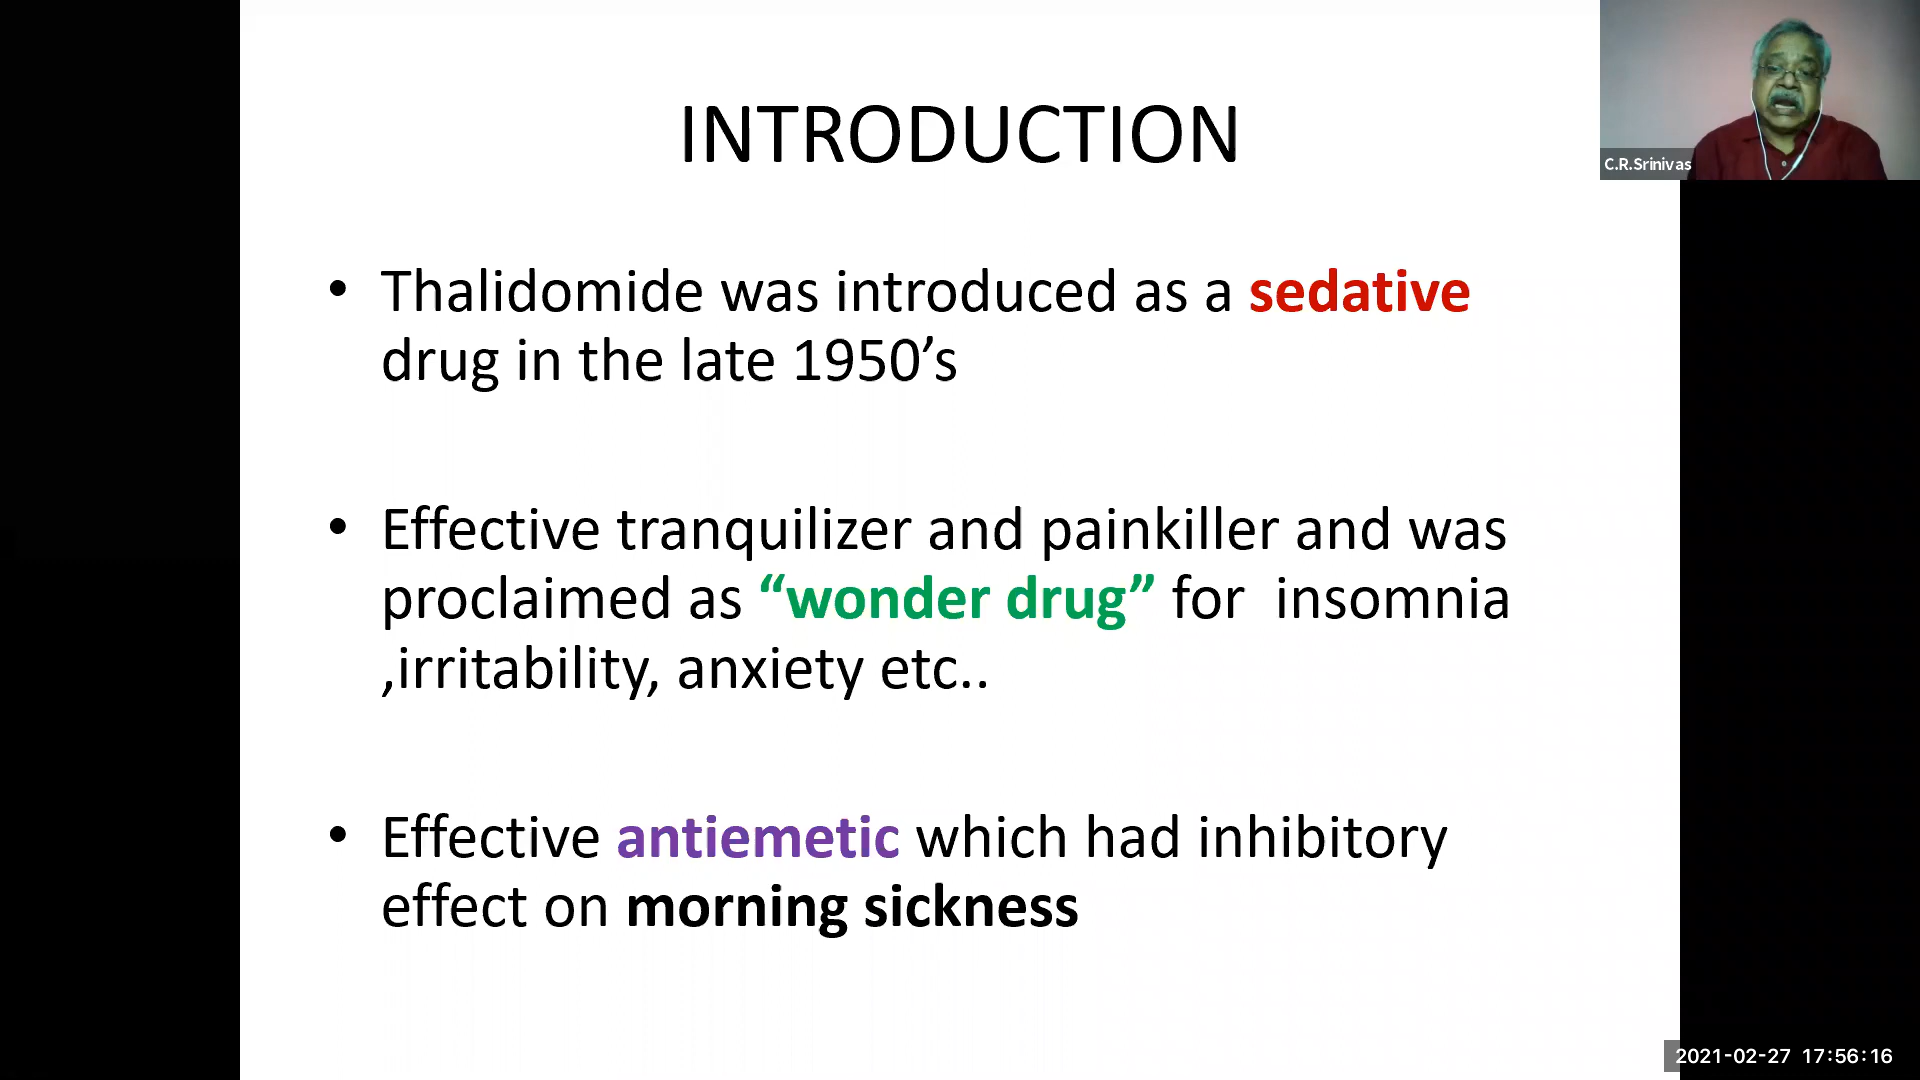 INTRODUCTION
C.R.Srinivas
• Thalidomide was introduced as a sedative
drug in the late 1950’s
• Effective tranquilizer and painkiller and was
proclaimed as “wonder drug” for  insomnia
,irritability, anxiety etc..
• Effective antiemetic which had inhibitory
effect on morning sickness
2021-02-27 17:56:16